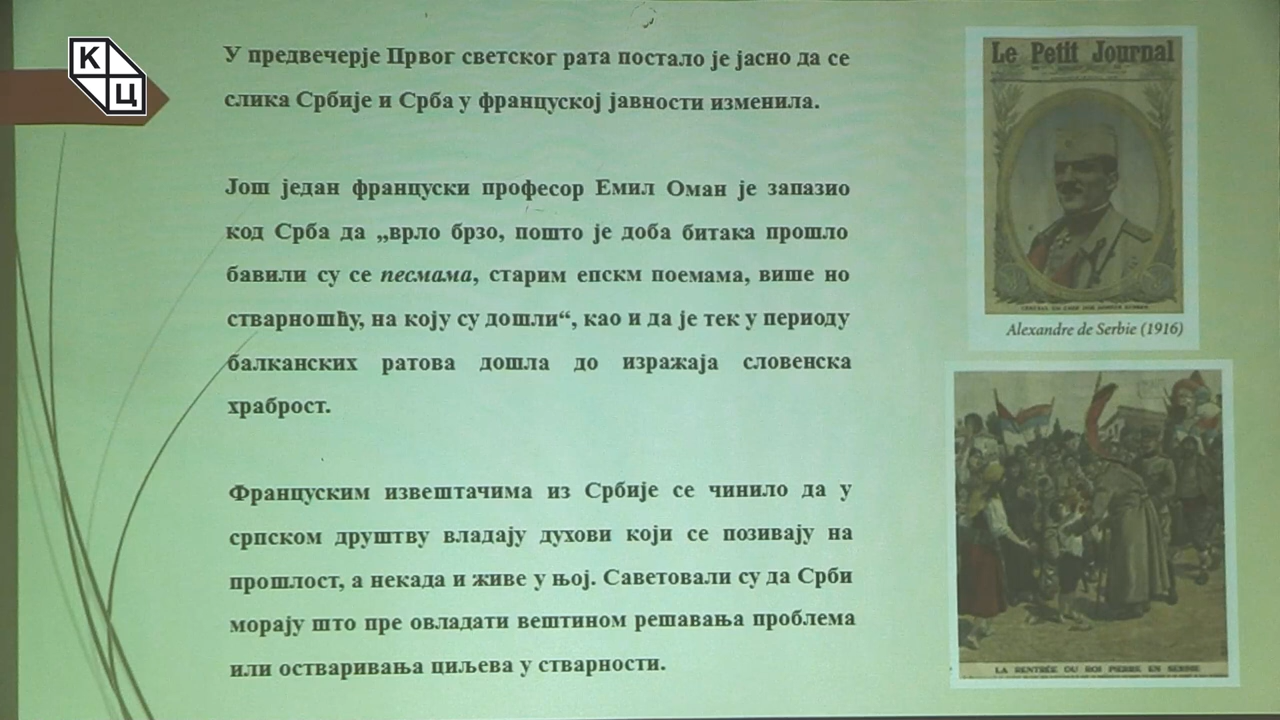 К
Ц
У предвечерје Првог светског рата постало је јасно да се
слика Србије и Срба у француској јавности изменила.
Још један француски професор Емил Оман је запазио
код Срба да „врло брзо, пошто је доба битака прошло
бавили су се песмама, старим епскм поемама, више но
стварношћу, на коју су дошли“, као и да је тек у периоду
балканских ратова дошла до изражаја словенска
храброст.
Француским извештачима из Србије се чинило да у
српском друштву владају духови који се позивају на
прошлост, а некада и живе у њој. Саветовали су да Срби
морају што пре овладати вештином решавања проблема
или остваривања циљева у стварности.
Le Petit Journal
Alexandre de Serbie (1916)
LA RENTRÉE DU ROI PIERRE EN SERBIE